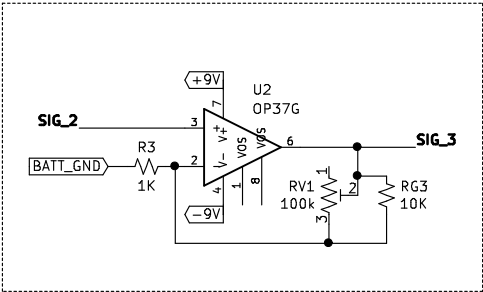 +9V
7
U2
OP37G
SIG_2
3
+
V+
VOS
VOS
6
SIG_3
R3
BATT_GND
1K
2
-
V-
4
1
8
-9V
RV1
100k
1
2
3
RG3
10K